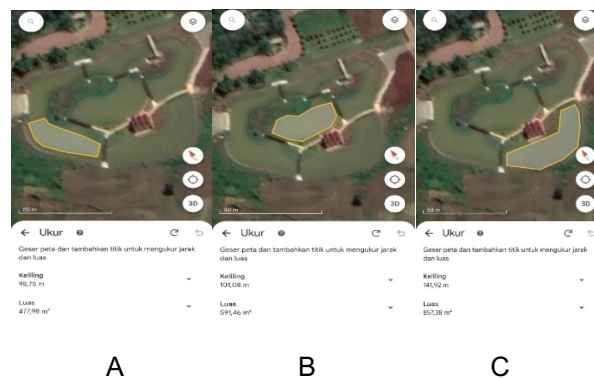 60 m
3D
Ukur
Geser peta dan tambahkan titik untuk mengukur jarak
dan luas
Keliling
98,75 m
Luas
477,98 m²
A
60 m
3D
Ukur
Geser peta dan tambahkan titik untuk mengukur jarak
dan luas
Keliling
101,08 m
Luas
591,46 m²
B
3D
Ukur
Geser peta dan tambahkan titik untuk mengukur jarak
dan luas
Keliling
141,92 m
Luas
857,38 m²
C